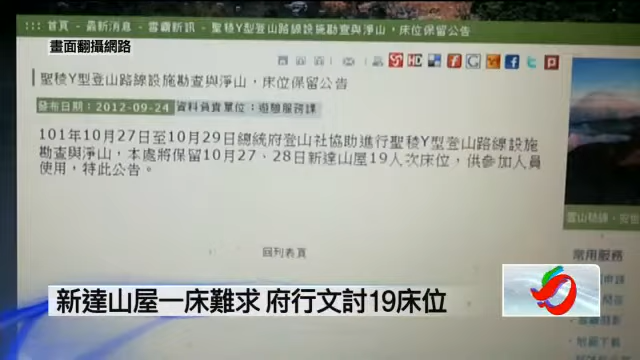 ::: 首頁 - 最新消息 - 雪霸新訊 - 聖稜Y型登山路線設施勘查與淨山，床位保留公告
畫面翻攝網路
聖稜Y型登山路線設施勘查與淨山，床位保留公告
發布日期：2012-09-24 資料負責單位：遊憩服務課
101年10月27日至10月29日總統府登山社協助進行聖稜Y型登山路線設施
勘查與淨山，本處將保留10月27、28日新達山屋19人次床位，供參加人員
使用，特此公告。
回列表頁
常用服務
新達山屋一床難求 府行文討19床位